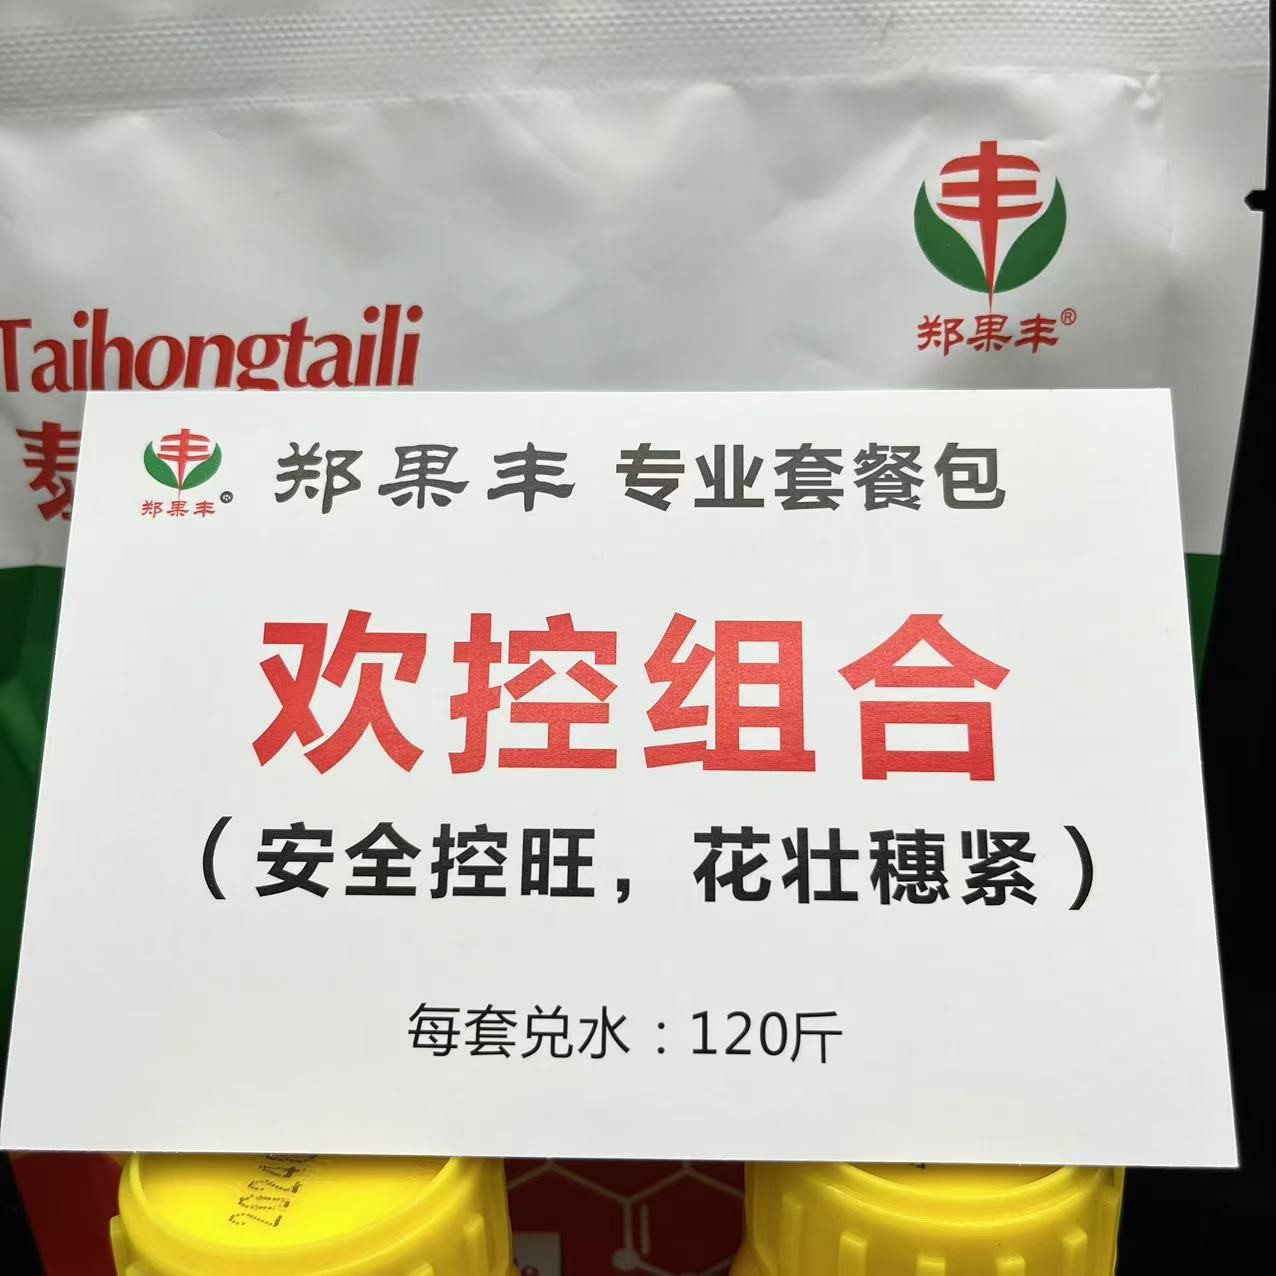 丰
郑果丰®
Taihongtaili
丰
郑果丰®
郑果丰 专业套餐包
欢控组合
(安全控旺，花壮穗紧)
每套兑水：120斤